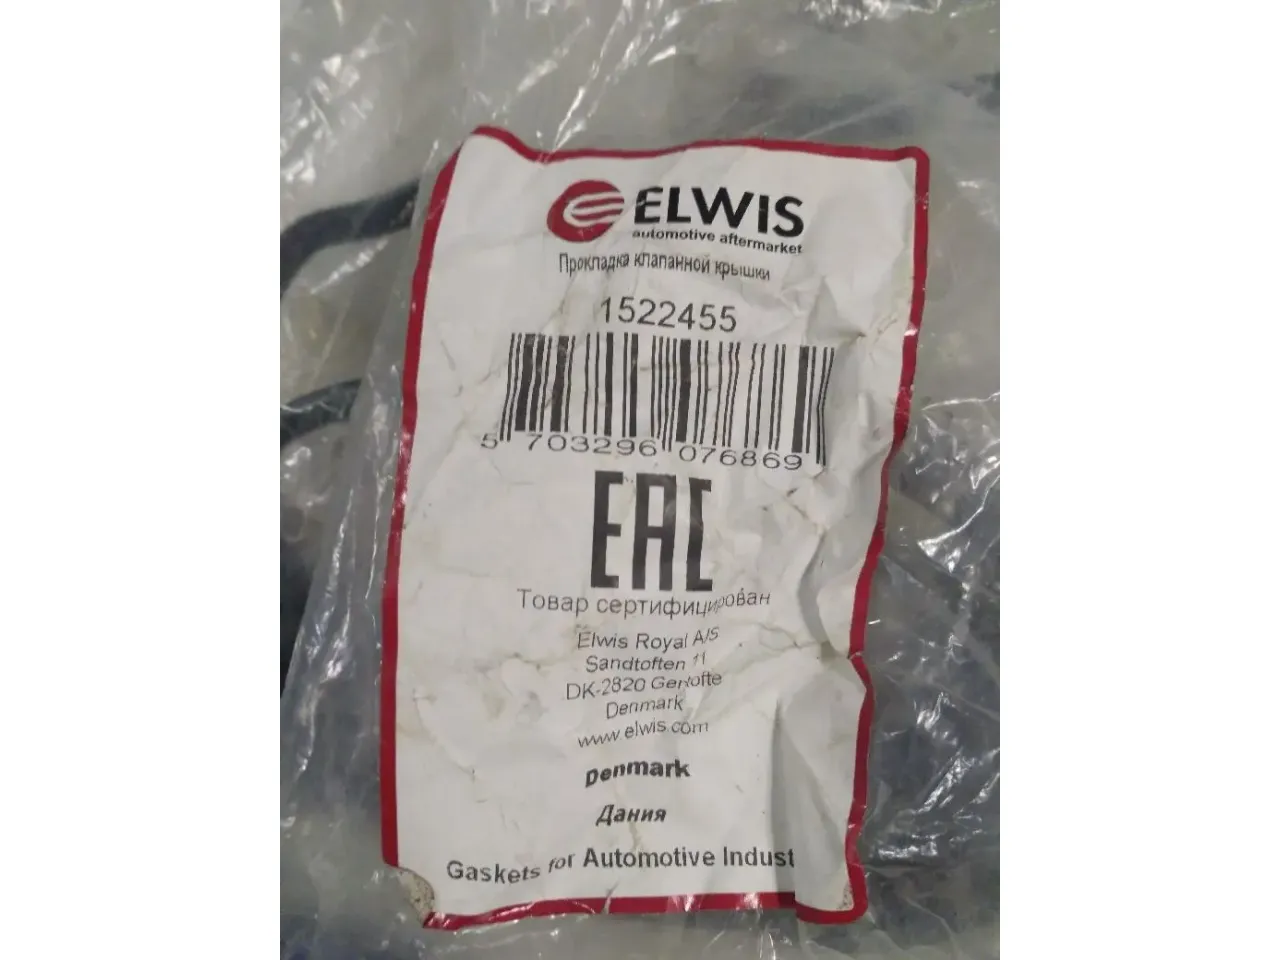 ELWIS
automotive aftermarket
Прокладка клапанной крышки
1522455
5 703296 076869
EAC
Товар сертифицирован
Elwis Royal A/S
Sandtoften 11
DK-2820 Gentofte
Denmark
www.elwis.com
Denmark
Дания
Gaskets for Automotive Indust